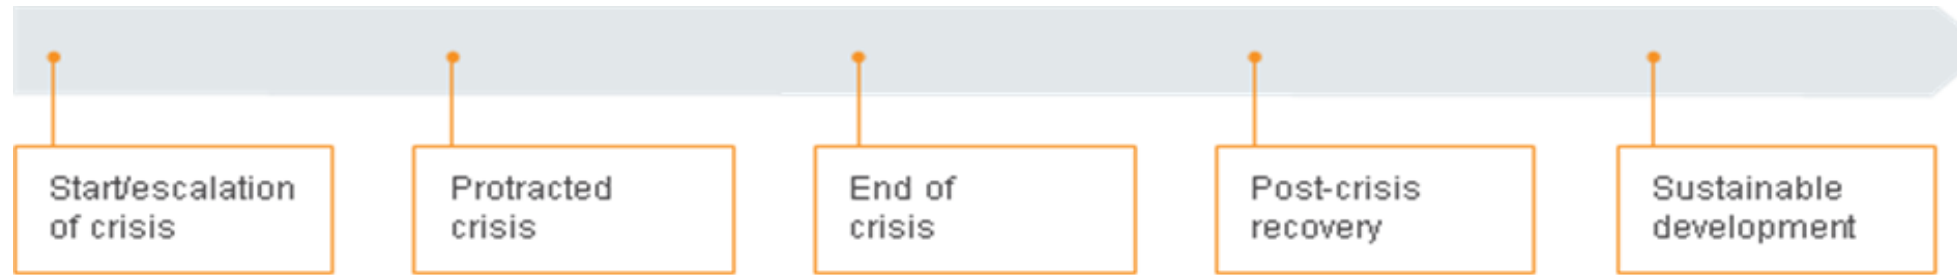 Start/escalation
of crisis
Protracted
crisis
End of
crisis
Post-crisis
recovery
Sustainable
development